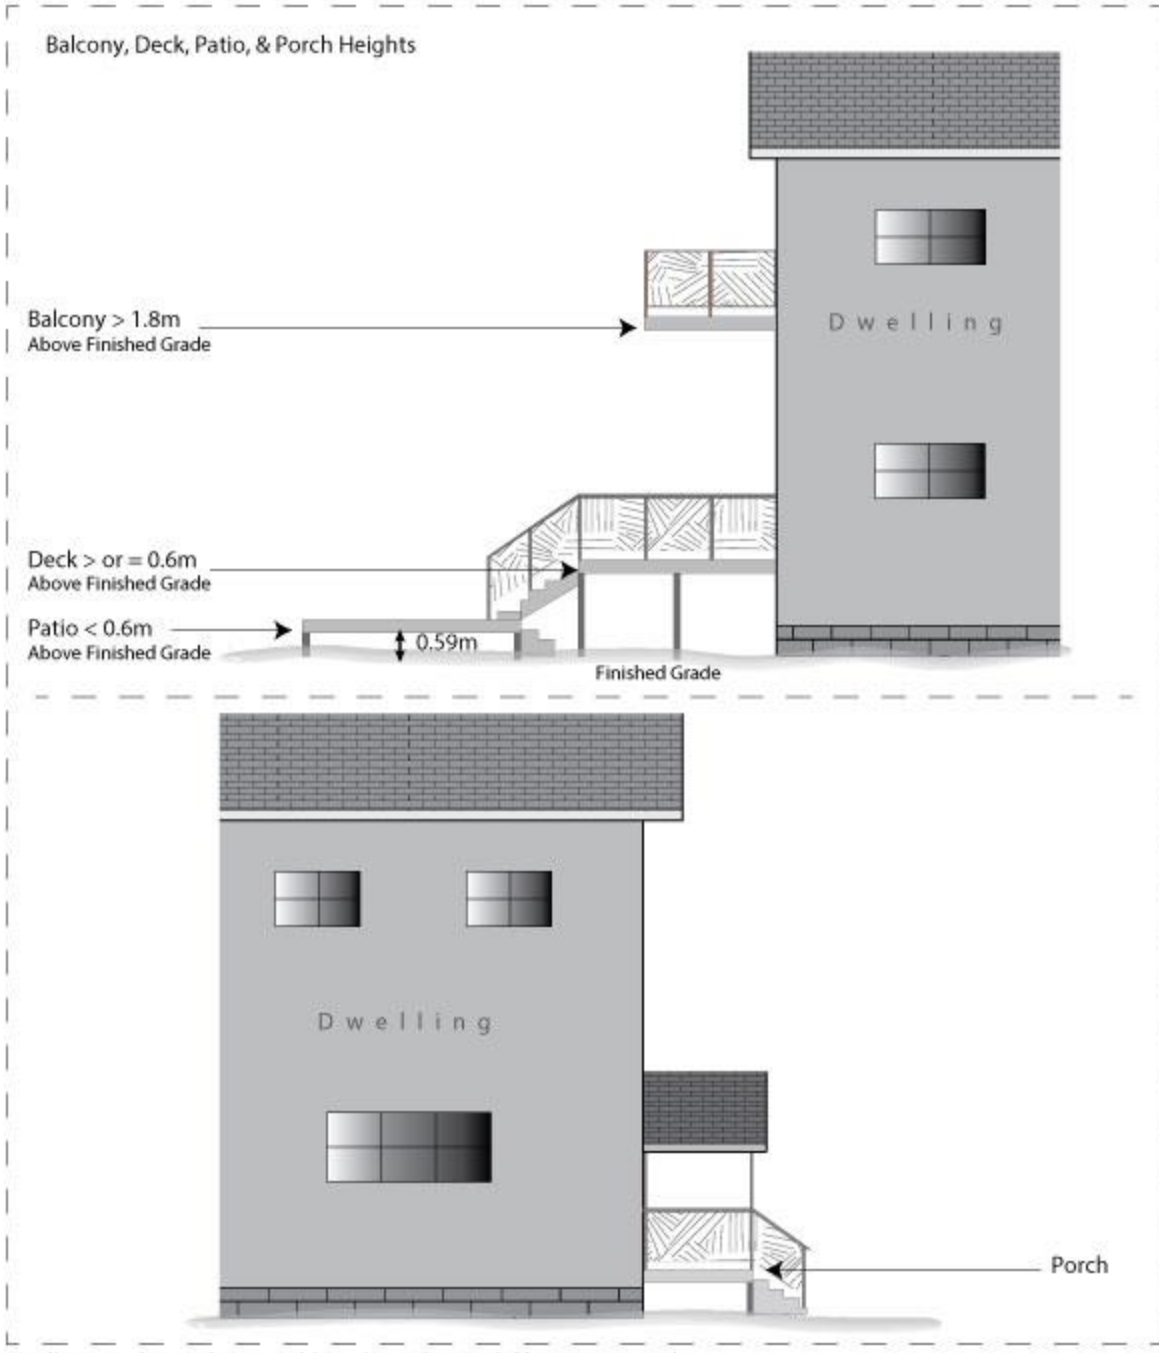 Balcony, Deck, Patio, & Porch Heights
Balcony > 1.8m
Above Finished Grade
Dwelling
Deck > or = 0.6m
Above Finished Grade
Patio < 0.6m
Above Finished Grade
0.59m
Finished Grade
Dwelling
Porch